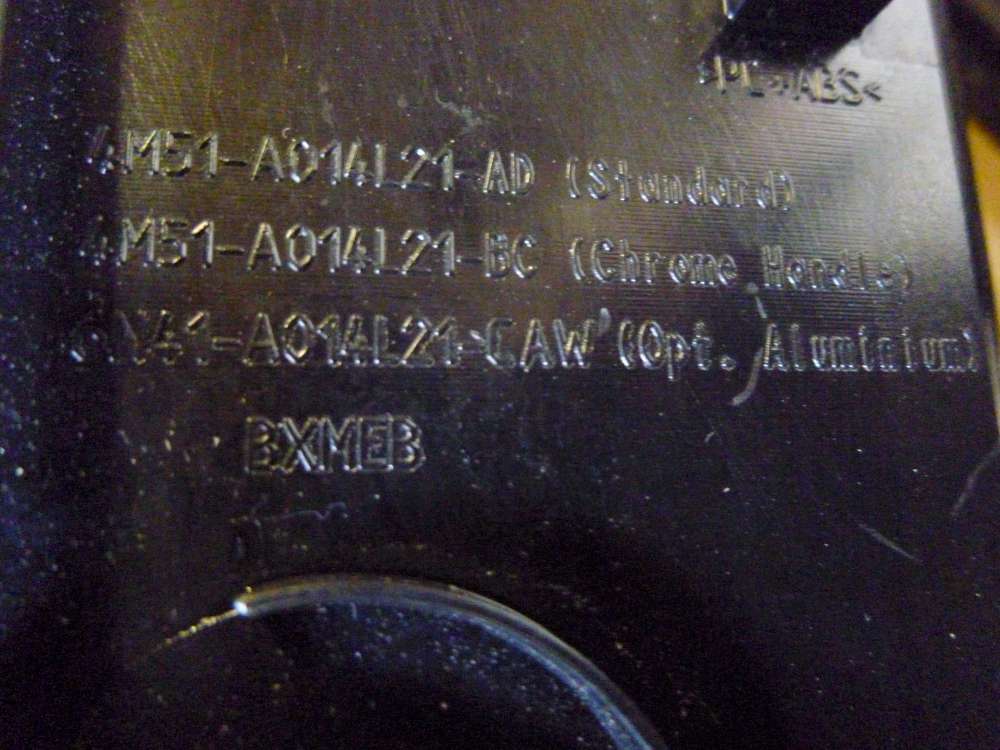 >PC+ABS<
4M51-A014L21-AD (Standard)
4M51-A014L21-BC (Chrome Handle)
-A014L21-CAW (Opt. Aluminium)
BXMEB